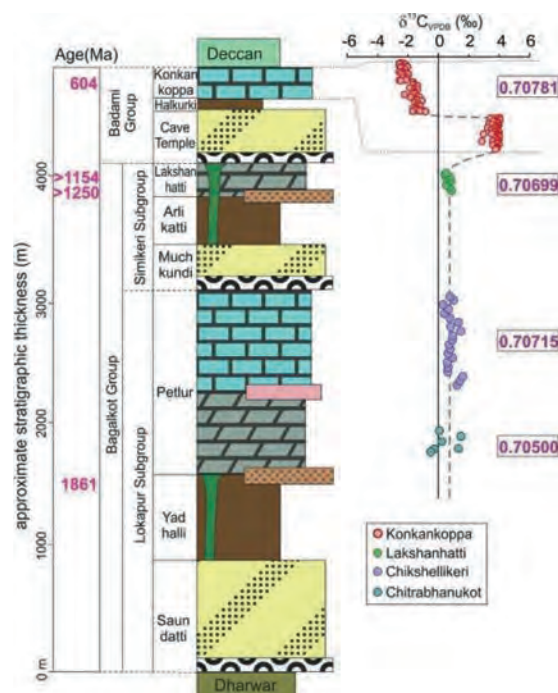 δ¹³C_VPDB (‰)
-6 -4 -2 0 2 4 6
Age(Ma)
Deccan
604
Badami Group
Konkan
koppa
Halkurki
Cave
Temple
0.70781
4000
>1154
>1250
Simikeri Subgroup
Lakshan
hatti
Arli
katti
Much
kundi
0.70699
approximate stratigraphic thickness (m)
3000
Bagalkot Group
Lokapur Subgroup
Petlur
0.70715
2000
1861
0.70500
Yad
halli
1000
Saun
datti
0 m
Dharwar
Konkankoppa
Lakshanhatti
Chikshellikeri
Chitrabhanukot